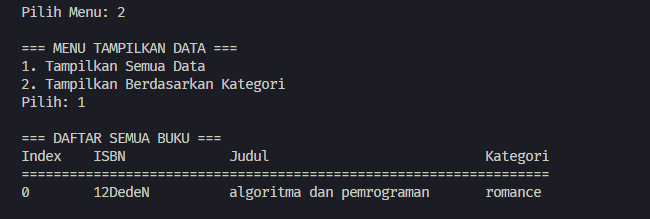 Pilih Menu: 2
=== MENU TAMPILKAN DATA ===
1. Tampilkan Semua Data
2. Tampilkan Berdasarkan Kategori
Pilih: 1
=== DAFTAR SEMUA BUKU ===
Index    ISBN             Judul                           Kategori
==================================================================
0        12DedeN          algoritma dan pemrograman       romance